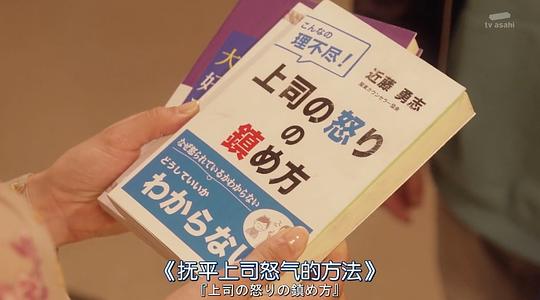 tv asahi
こんなの
理不尽!
近藤 勇志
上司の怒り
の
鎮め方
なぜ怒られているかわからない
どうしていいか
わからない
大
好
《抚平上司怒气的方法》
『上司の怒りの鎮め方』